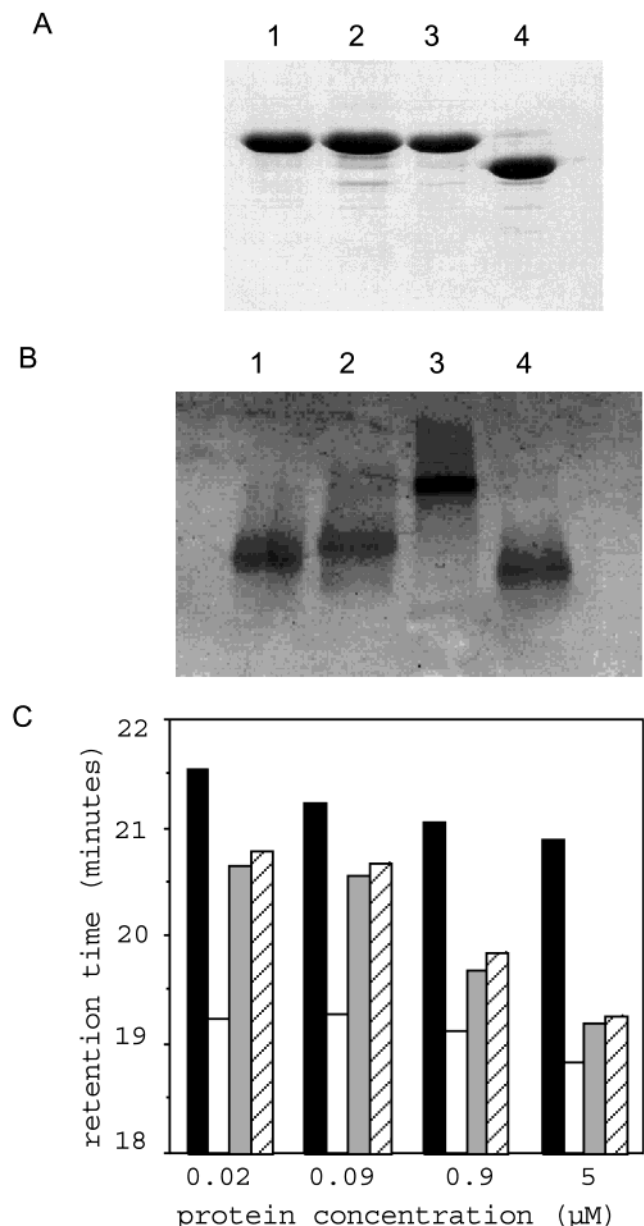 A
1 2 3 4
B
1 2 3 4
C
22
21
20
19
18
retention time (minutes)
0.02 0.09 0.9 5
protein concentration (µM)